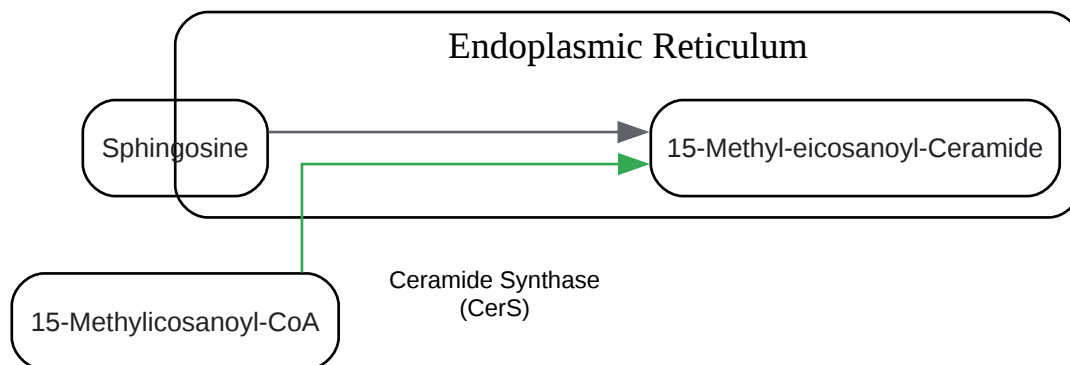 Endoplasmic Reticulum
Sphingosine
15-Methyl-eicosanoyl-Ceramide
Ceramide Synthase
(CerS)
15-Methylicosanoyl-CoA